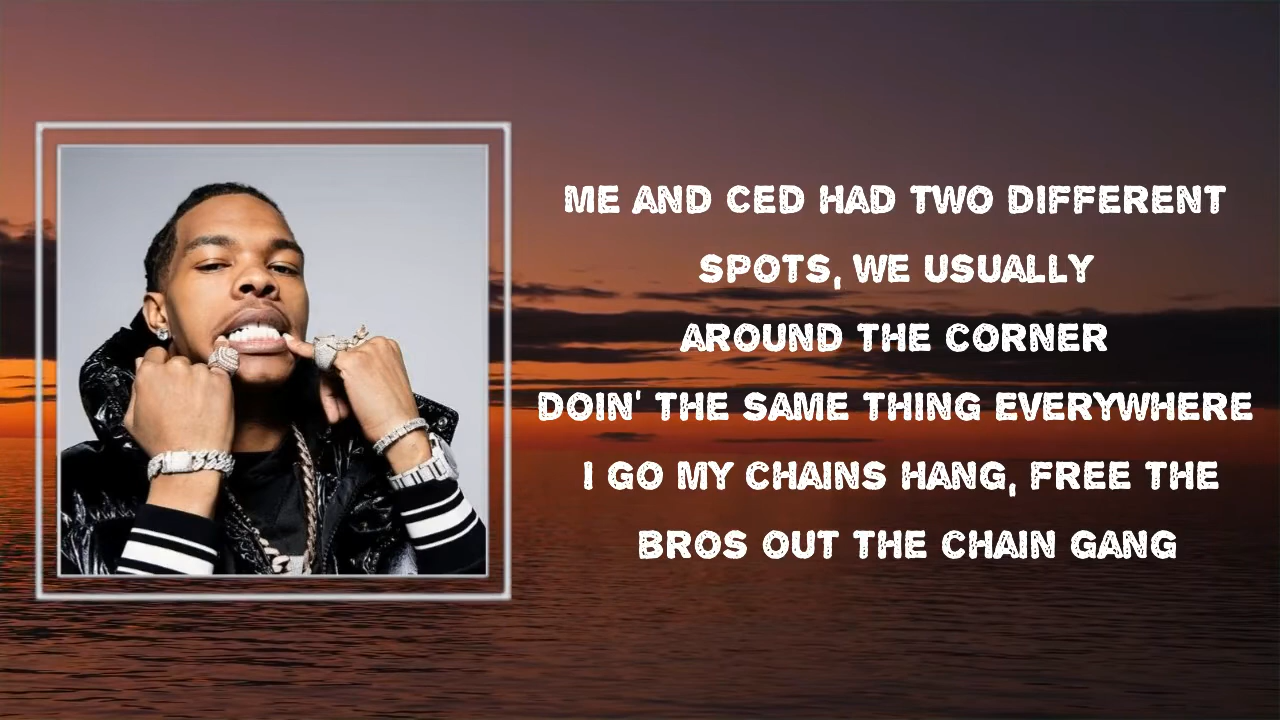 ME AND CED HAD TWO DIFFERENT
SPOTS, WE USUALLY
AROUND THE CORNER
DOIN' THE SAME THING EVERYWHERE
I GO MY CHAINS HANG, FREE THE
BROS OUT THE CHAIN GANG